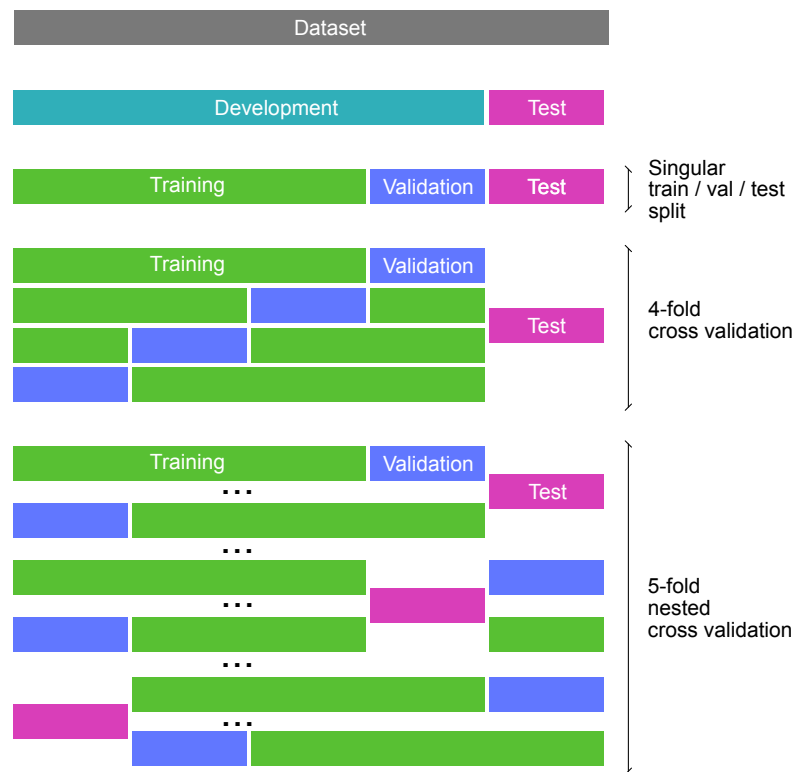 Dataset
Development
Test
Training
Validation
Test
Singular
train / val / test
split
Training
Validation
Test
4-fold
cross validation
Training
Validation
Test
...
...
...
5-fold
nested
cross validation
...
...